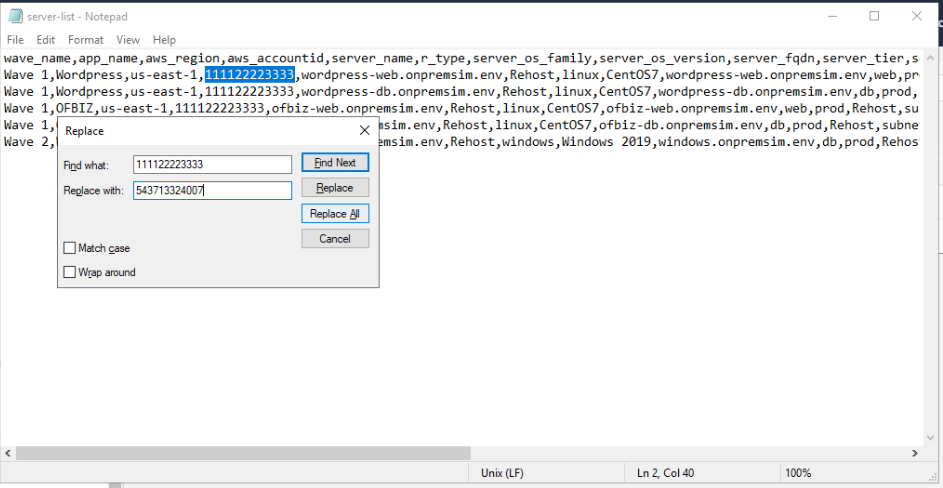 server-list - Notepad
File Edit Format View Help
wave_name,app_name,aws_region,aws_accountid,server_name,r_type,server_os_family,server_os_version,server_fqdn,server_tier,s
Wave 1,Wordpress,us-east-1,111122223333,wordpress-web.onpremsim.env,Rehost,linux,CentOS7,wordpress-web.onpremsim.env,web,pr
Wave 1,Wordpress,us-east-1,111122223333,wordpress-db.onpremsim.env,Rehost,linux,CentOS7,wordpress-db.onpremsim.env,db,prod,
Wave 1,OFBIZ,us-east-1,111122223333,ofbiz-web.onpremsim.env,Rehost,linux,CentOS7,ofbiz-web.onpremsim.env,web,prod,Rehost,su
Wave 1, msim.env,Rehost,linux,CentOS7,ofbiz-db.onpremsim.env,db,prod,Rehost,subne
Wave 2, msim.env,Rehost,windows,Windows 2019,windows.onpremsim.env,db,prod,Rehos
Replace
Find what: 111122223333 Find Next
Replace with: 543713324007 Replace
Replace All
Cancel
Match case
Wrap around
Unix (LF) Ln 2, Col 40 100%